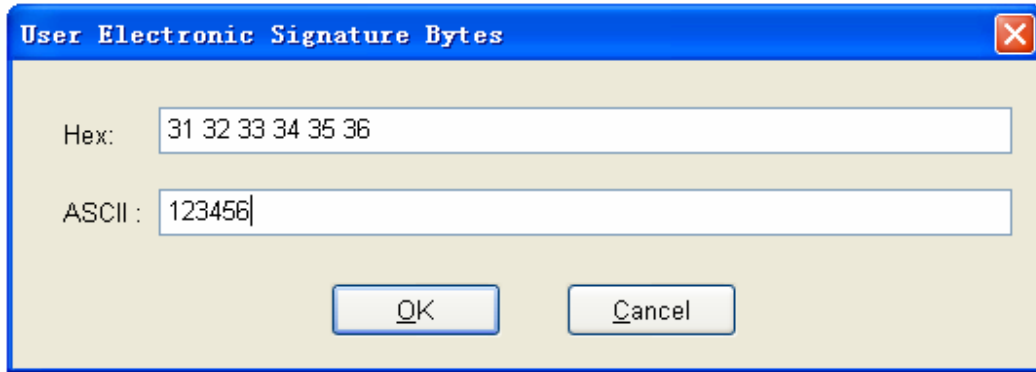 User Electronic Signature Bytes
Hex: 31 32 33 34 35 36
ASCII : 123456
OK Cancel